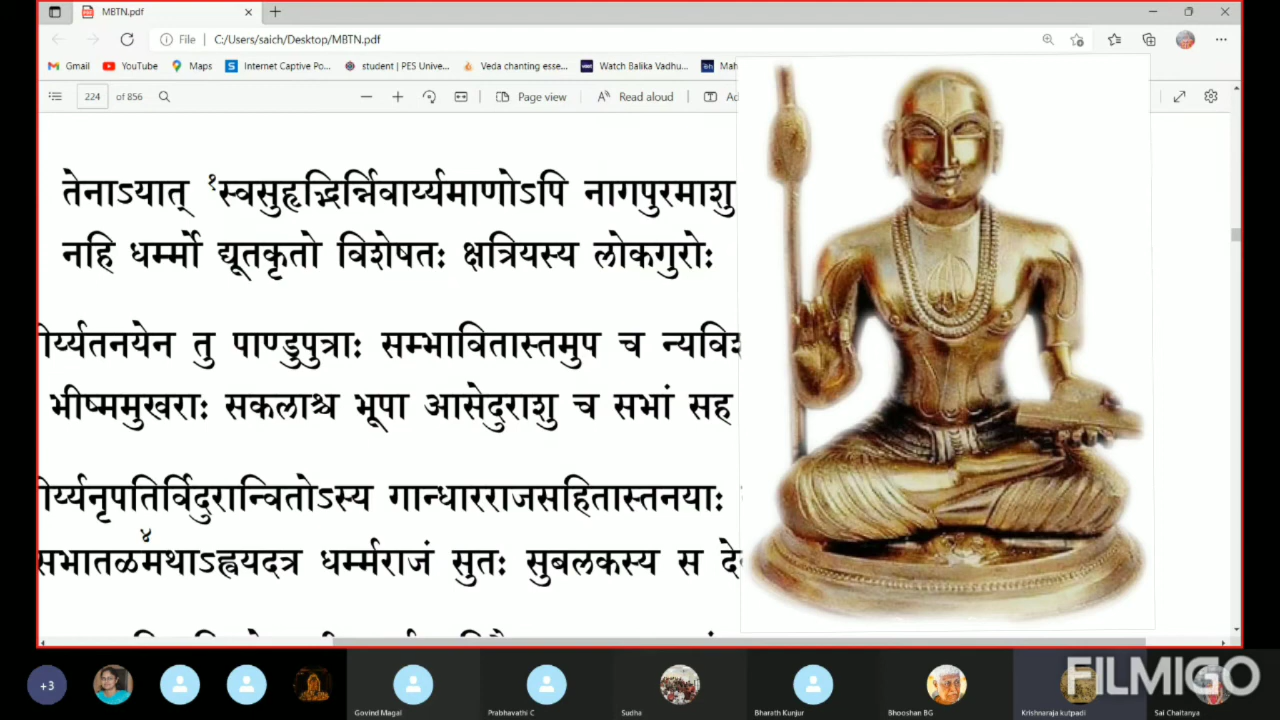 MBTN.pdf
File C:/Users/saich/Desktop/MBTN.pdf
Gmail YouTube Maps Internet Captive Po... student | PES Unive... Veda chanting esse... Watch Balika Vadhu... Mah
224 of 856 Page view Read aloud
तेनाऽयात् १स्वसुहृद्भिर्न्निवार्य्यमाणोऽपि नागपुरमाशु
नहि धर्म्मो द्यूतकृतो विशेषतः क्षत्रियस्य लोकगुरोः
र्य्यतनयेन तु पाण्डुपुत्राः सम्भावितास्तमुप च न्यविश
भीष्ममुखराः सकलाश्च भूपा आसेदुराशु च सभां सह
र्य्यनृपतिर्विदुरान्वितोऽस्य गान्धारराजसहितास्तनयाः
४
सभातळमथाऽह्वयदत्र धर्म्मराजं सुतः सुबलकस्य स
+3
Govind Magal Prabhavathi C Sudha Bharath Kunjur Bhooshan BG Krishnaraja kutpadi Sai Chaitanya
FILMIGO